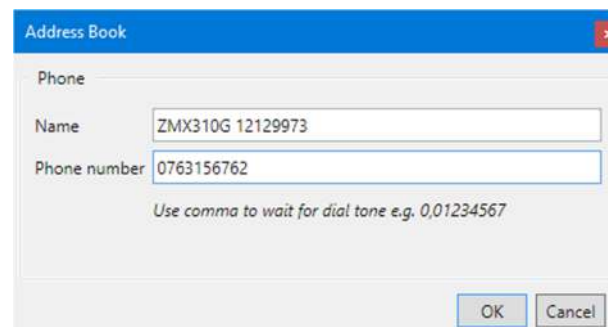 Address Book
Phone
Name ZMX310G 12129973
Phone number 0763156762
Use comma to wait for dial tone e.g. 0,01234567
OK Cancel